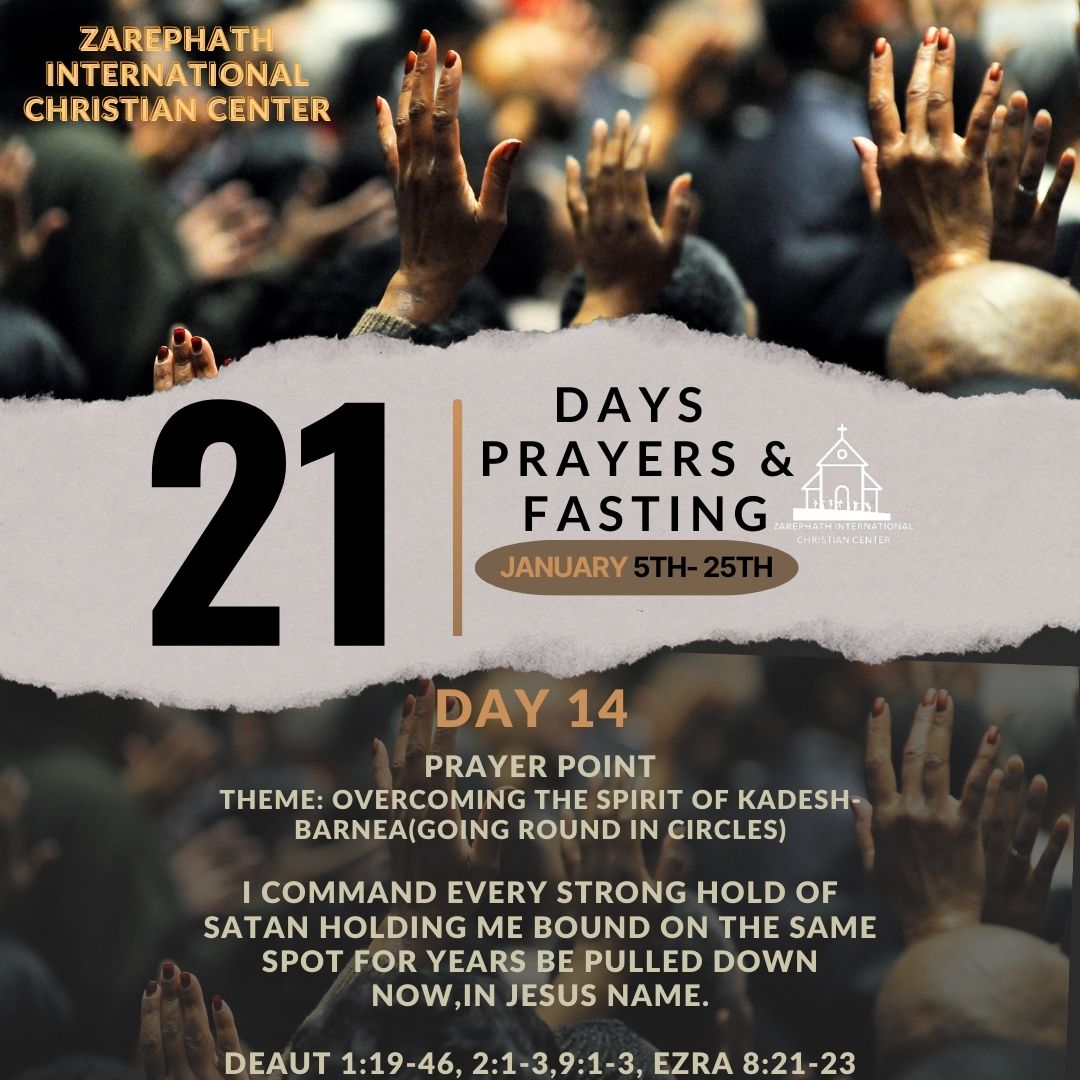 ZAREPHATH
INTERNATIONAL
CHRISTIAN CENTER
21
DAYS
PRAYERS &
FASTING
ZAREPHATH INTERNATIONAL
CHRISTIAN CENTER
JANUARY 5TH- 25TH
DAY 14
PRAYER POINT
THEME: OVERCOMING THE SPIRIT OF KADESH-
BARNEA(GOING ROUND IN CIRCLES)
I COMMAND EVERY STRONG HOLD OF
SATAN HOLDING ME BOUND ON THE SAME
SPOT FOR YEARS BE PULLED DOWN
NOW,IN JESUS NAME.
DEAUT 1:19-46, 2:1-3,9:1-3, EZRA 8:21-23